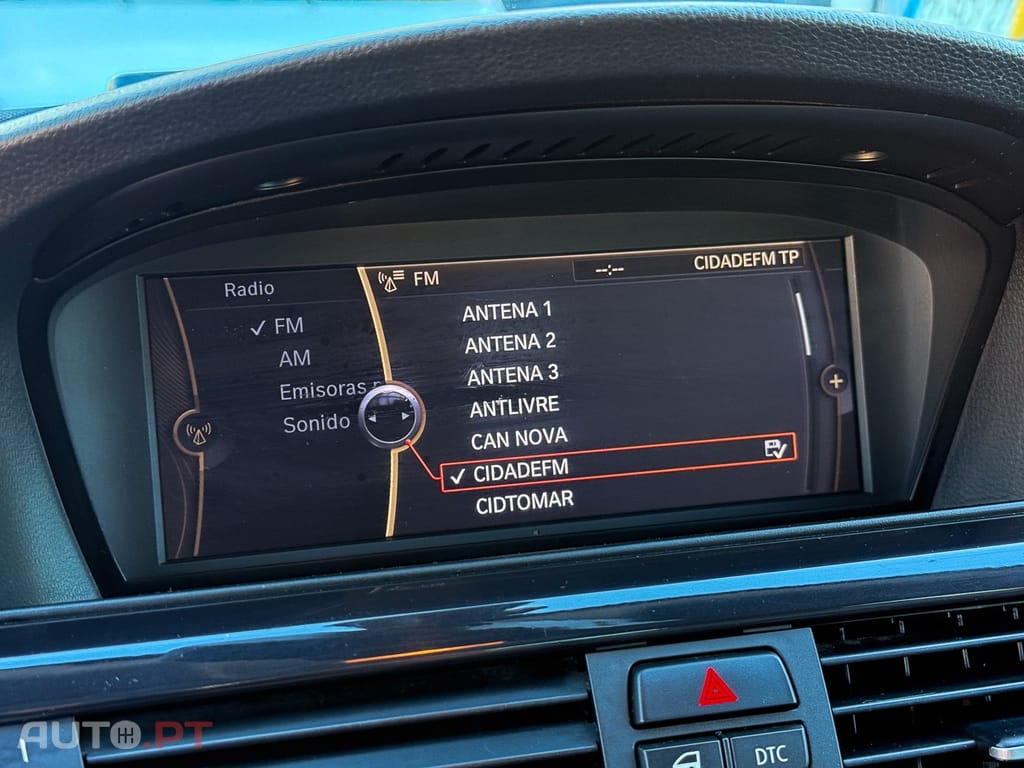 CIDADEFM TP
--:--
FM
Radio
FM
AM
Emisoras
Sonido
ANTENA 1
ANTENA 2
ANTENA 3
ANTLIVRE
CAN NOVA
CIDADEFM
CIDTOMAR
DTC
AUTO.PT